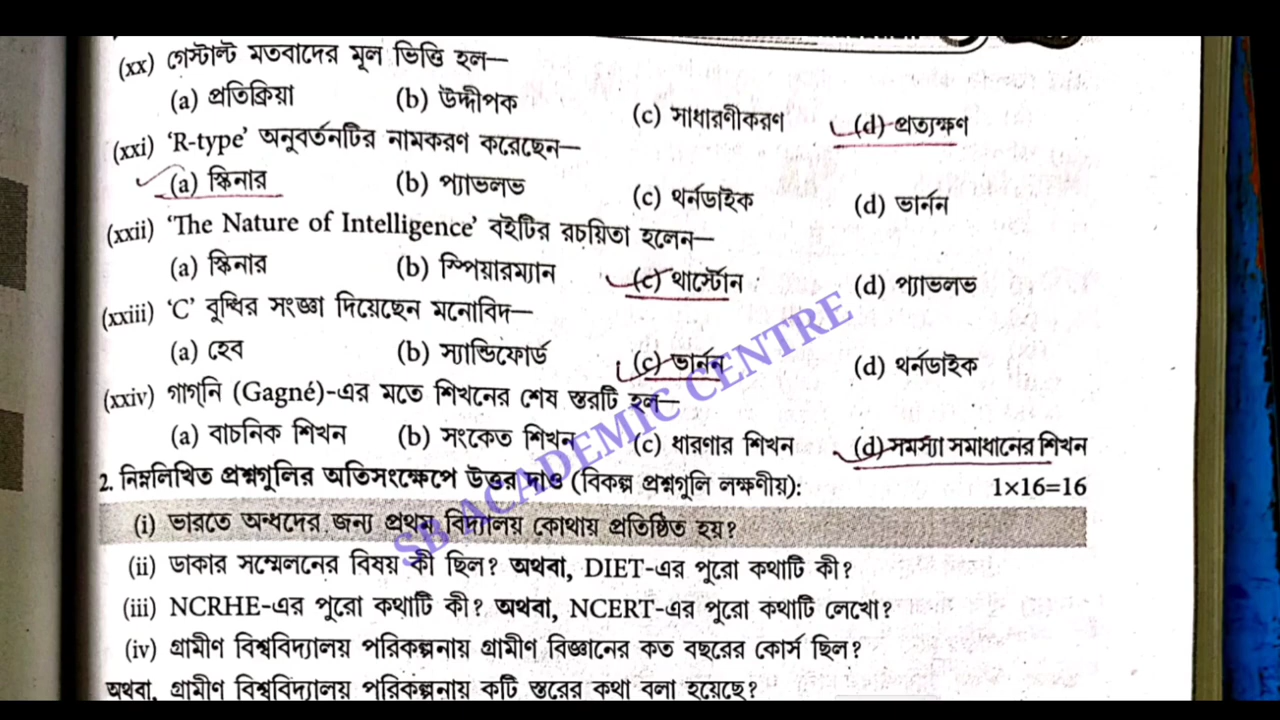 (xx) গেস্টাল্ট মতবাদের মূল ভিত্তি হল—
(a) প্রতিক্রিয়া (b) উদ্দীপক (c) সাধারণীকরণ (d) প্রত্যক্ষণ
(xxi) ‘R-type’ অনুবর্তনটির নামকরণ করেছেন—
(a) স্কিনার (b) প্যাভলভ (c) থর্নডাইক (d) ভার্নন
(xxii) ‘The Nature of Intelligence’ বইটির রচয়িতা হলেন—
(a) স্কিনার (b) স্পিয়ারম্যান (c) থার্স্টোন (d) প্যাভলভ
(xxiii) ‘C’ বুদ্ধির সংজ্ঞা দিয়েছেন মনোবিদ—
(a) হেব (b) স্যান্ডিফোর্ড (c) ভার্নন (d) থর্নডাইক
(xxiv) গাগ্‌নি (Gagné)-এর মতে শিখনের শেষ স্তরটি হল—
(a) বাচনিক শিখন (b) সংকেত শিখন (c) ধারণার শিখন (d) সমস্যা সমাধানের শিখন
2. নিম্নলিখিত প্রশ্নগুলির অতিসংক্ষেপে উত্তর দাও (বিকল্প প্রশ্নগুলি লক্ষণীয়): 1×16=16
(i) ভারতে অন্ধদের জন্য প্রথম বিদ্যালয় কোথায় প্রতিষ্ঠিত হয়?
(ii) ডাকার সম্মেলনের বিষয় কী ছিল? অথবা, DIET-এর পুরো কথাটি কী?
(iii) NCRHE-এর পুরো কথাটি কী? অথবা, NCERT-এর পুরো কথাটি লেখো?
(iv) গ্রামীণ বিশ্ববিদ্যালয় পরিকল্পনায় গ্রামীণ বিজ্ঞানের কত বছরের কোর্স ছিল?
অথবা, গ্রামীণ বিশ্ববিদ্যালয় পরিকল্পনায় কটি স্তরের কথা বলা হয়েছে?
SB ACADEMIC CENTRE